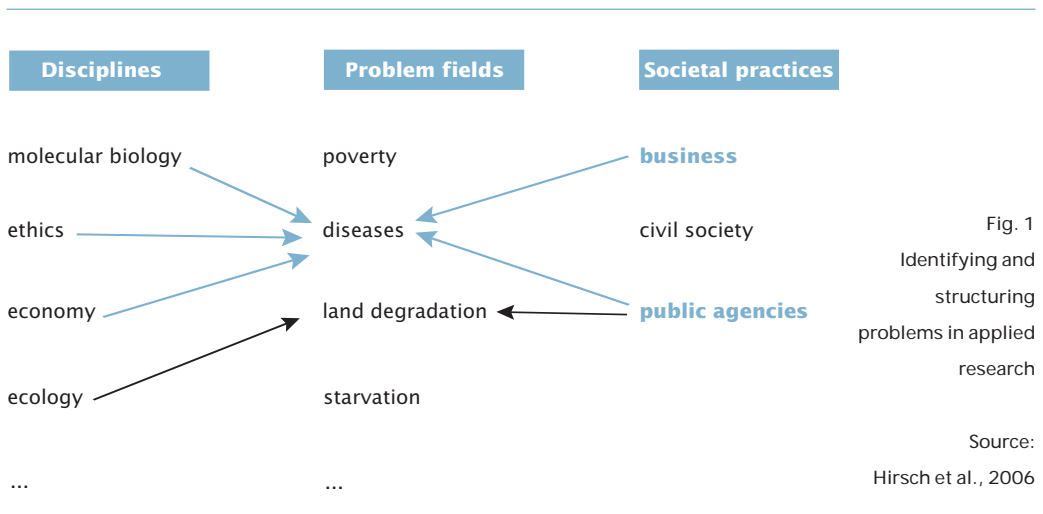 Disciplines
Problem fields
Societal practices
molecular biology
poverty
business
ethics
diseases
civil society
economy
land degradation
public agencies
ecology
starvation
...
...
Fig. 1
Identifying and
structuring
problems in applied
research
Source:
Hirsch et al., 2006